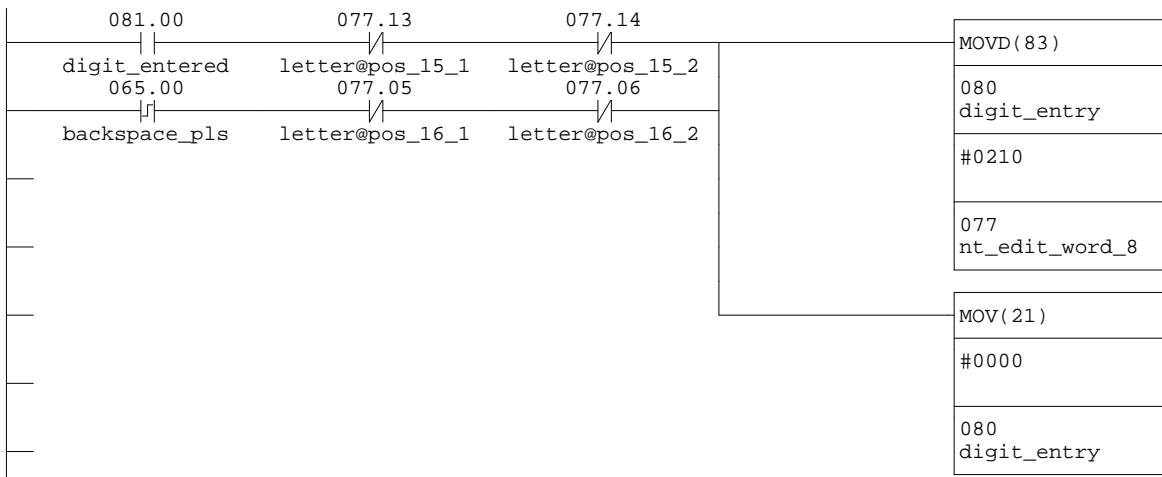 081.00 077.13 077.14
digit_entered letter@pos_15_1 letter@pos_15_2
065.00 077.05 077.06
backspace_pls letter@pos_16_1 letter@pos_16_2
MOVD(83)
080
digit_entry
#0210
077
nt_edit_word_8
MOV(21)
#0000
080
digit_entry